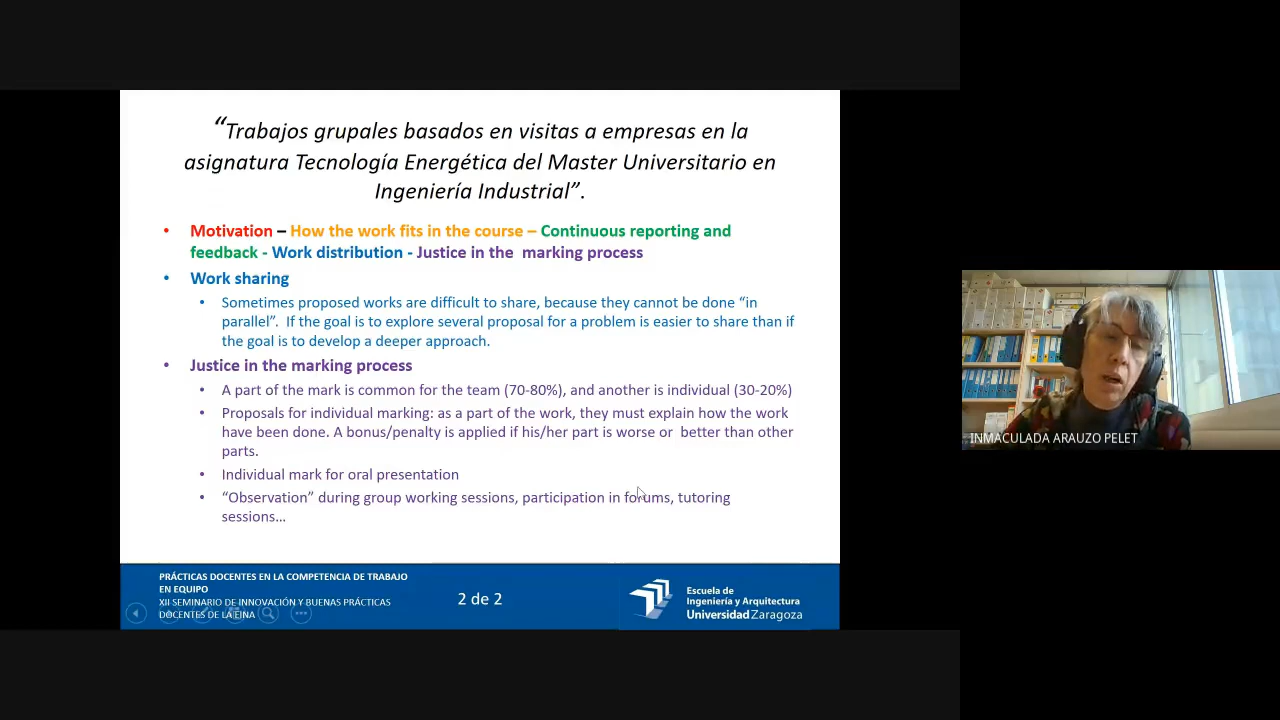 “Trabajos grupales basados en visitas a empresas en la
asignatura Tecnología Energética del Master Universitario en
Ingeniería Industrial”.
• Motivation – How the work fits in the course – Continuous reporting and
feedback - Work distribution - Justice in the marking process
• Work sharing
• Sometimes proposed works are difficult to share, because they cannot be done “in
parallel”. If the goal is to explore several proposal for a problem is easier to share than if
the goal is to develop a deeper approach.
• Justice in the marking process
• A part of the mark is common for the team (70-80%), and another is individual (30-20%)
• Proposals for individual marking: as a part of the work, they must explain how the work
have been done. A bonus/penalty is applied if his/her part is worse or better than other
parts.
• Individual mark for oral presentation
• “Observation” during group working sessions, participation in forums, tutoring
sessions…
PRÁCTICAS DOCENTES EN LA COMPETENCIA DE TRABAJO
EN EQUIPO
XII SEMINARIO DE INNOVACIÓN Y BUENAS PRÁCTICAS
DOCENTES DE LA EINA
2 de 2
Escuela de
Ingeniería y Arquitectura
Universidad Zaragoza
INMACULADA ARAUZO PELET